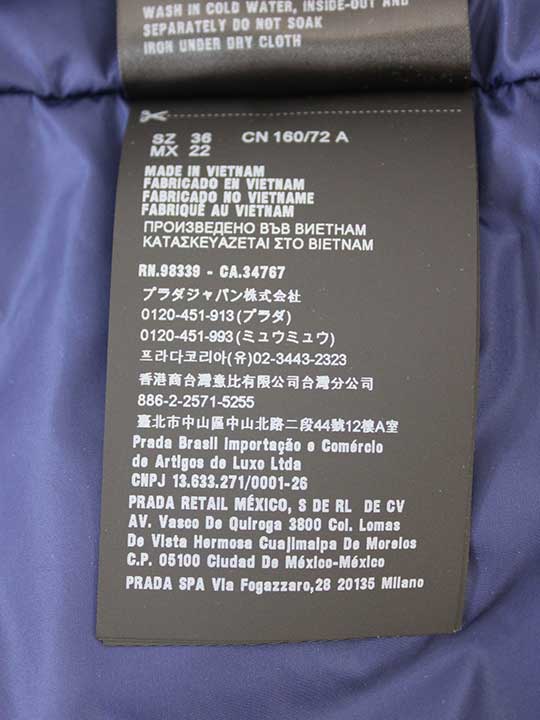 WASH IN COLD WATER, INSIDE-OUT AND
SEPARATELY DO NOT SOAK
IRON UNDER DRY CLOTH
SZ 36 CN 160/72 A
MX 22
MADE IN VIETNAM
FABRICADO EN VIETNAM
FABRICADO NO VIETNAME
FABRIQUÉ AU VIETNAM
ПРОИЗВЕДЕНО ВЪВ ВИЕТНАМ
ΚΑΤΑΣΚΕΥΑΖΕΤΑΙ ΣΤΟ ΒΙΕΤΝΑΜ
RN.98339 - CA.34767
プラダジャパン株式会社
0120-451-913(プラダ)
0120-451-993(ミュウミュウ)
프라다코리아(유)02-3443-2323
香港商台灣意比有限公司台灣分公司
886-2-2571-5255
臺北市中山區中山北路二段44號12樓A室
Prada Brasil Importação e Comércio
de Artigos de Luxo Ltda
CNPJ 13.633.271/0001-26
PRADA RETAIL MÉXICO, S DE RL DE CV
AV. Vasco De Quiroga 3800 Col. Lomas
De Vista Hermosa Cuajimalpa De Morelos
C.P. 05100 Ciudad De México-México
PRADA SPA Via Fogazzaro,28 20135 Milano